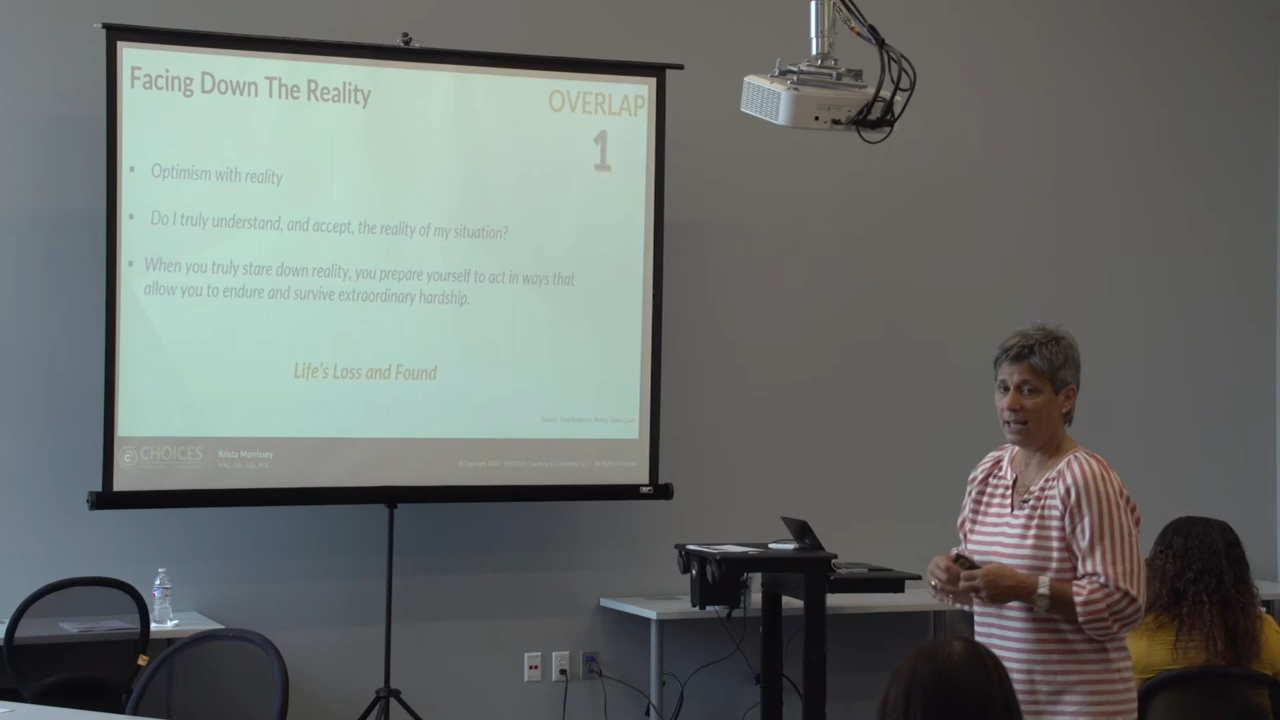 Facing Down The Reality
OVERLAP
1
Optimism with reality
Do I truly understand, and accept, the reality of my situation?
When you truly stare down reality, you prepare yourself to act in ways that
allow you to endure and survive extraordinary hardship.
Life's Loss and Found
CHOICES
Krista Morrissey